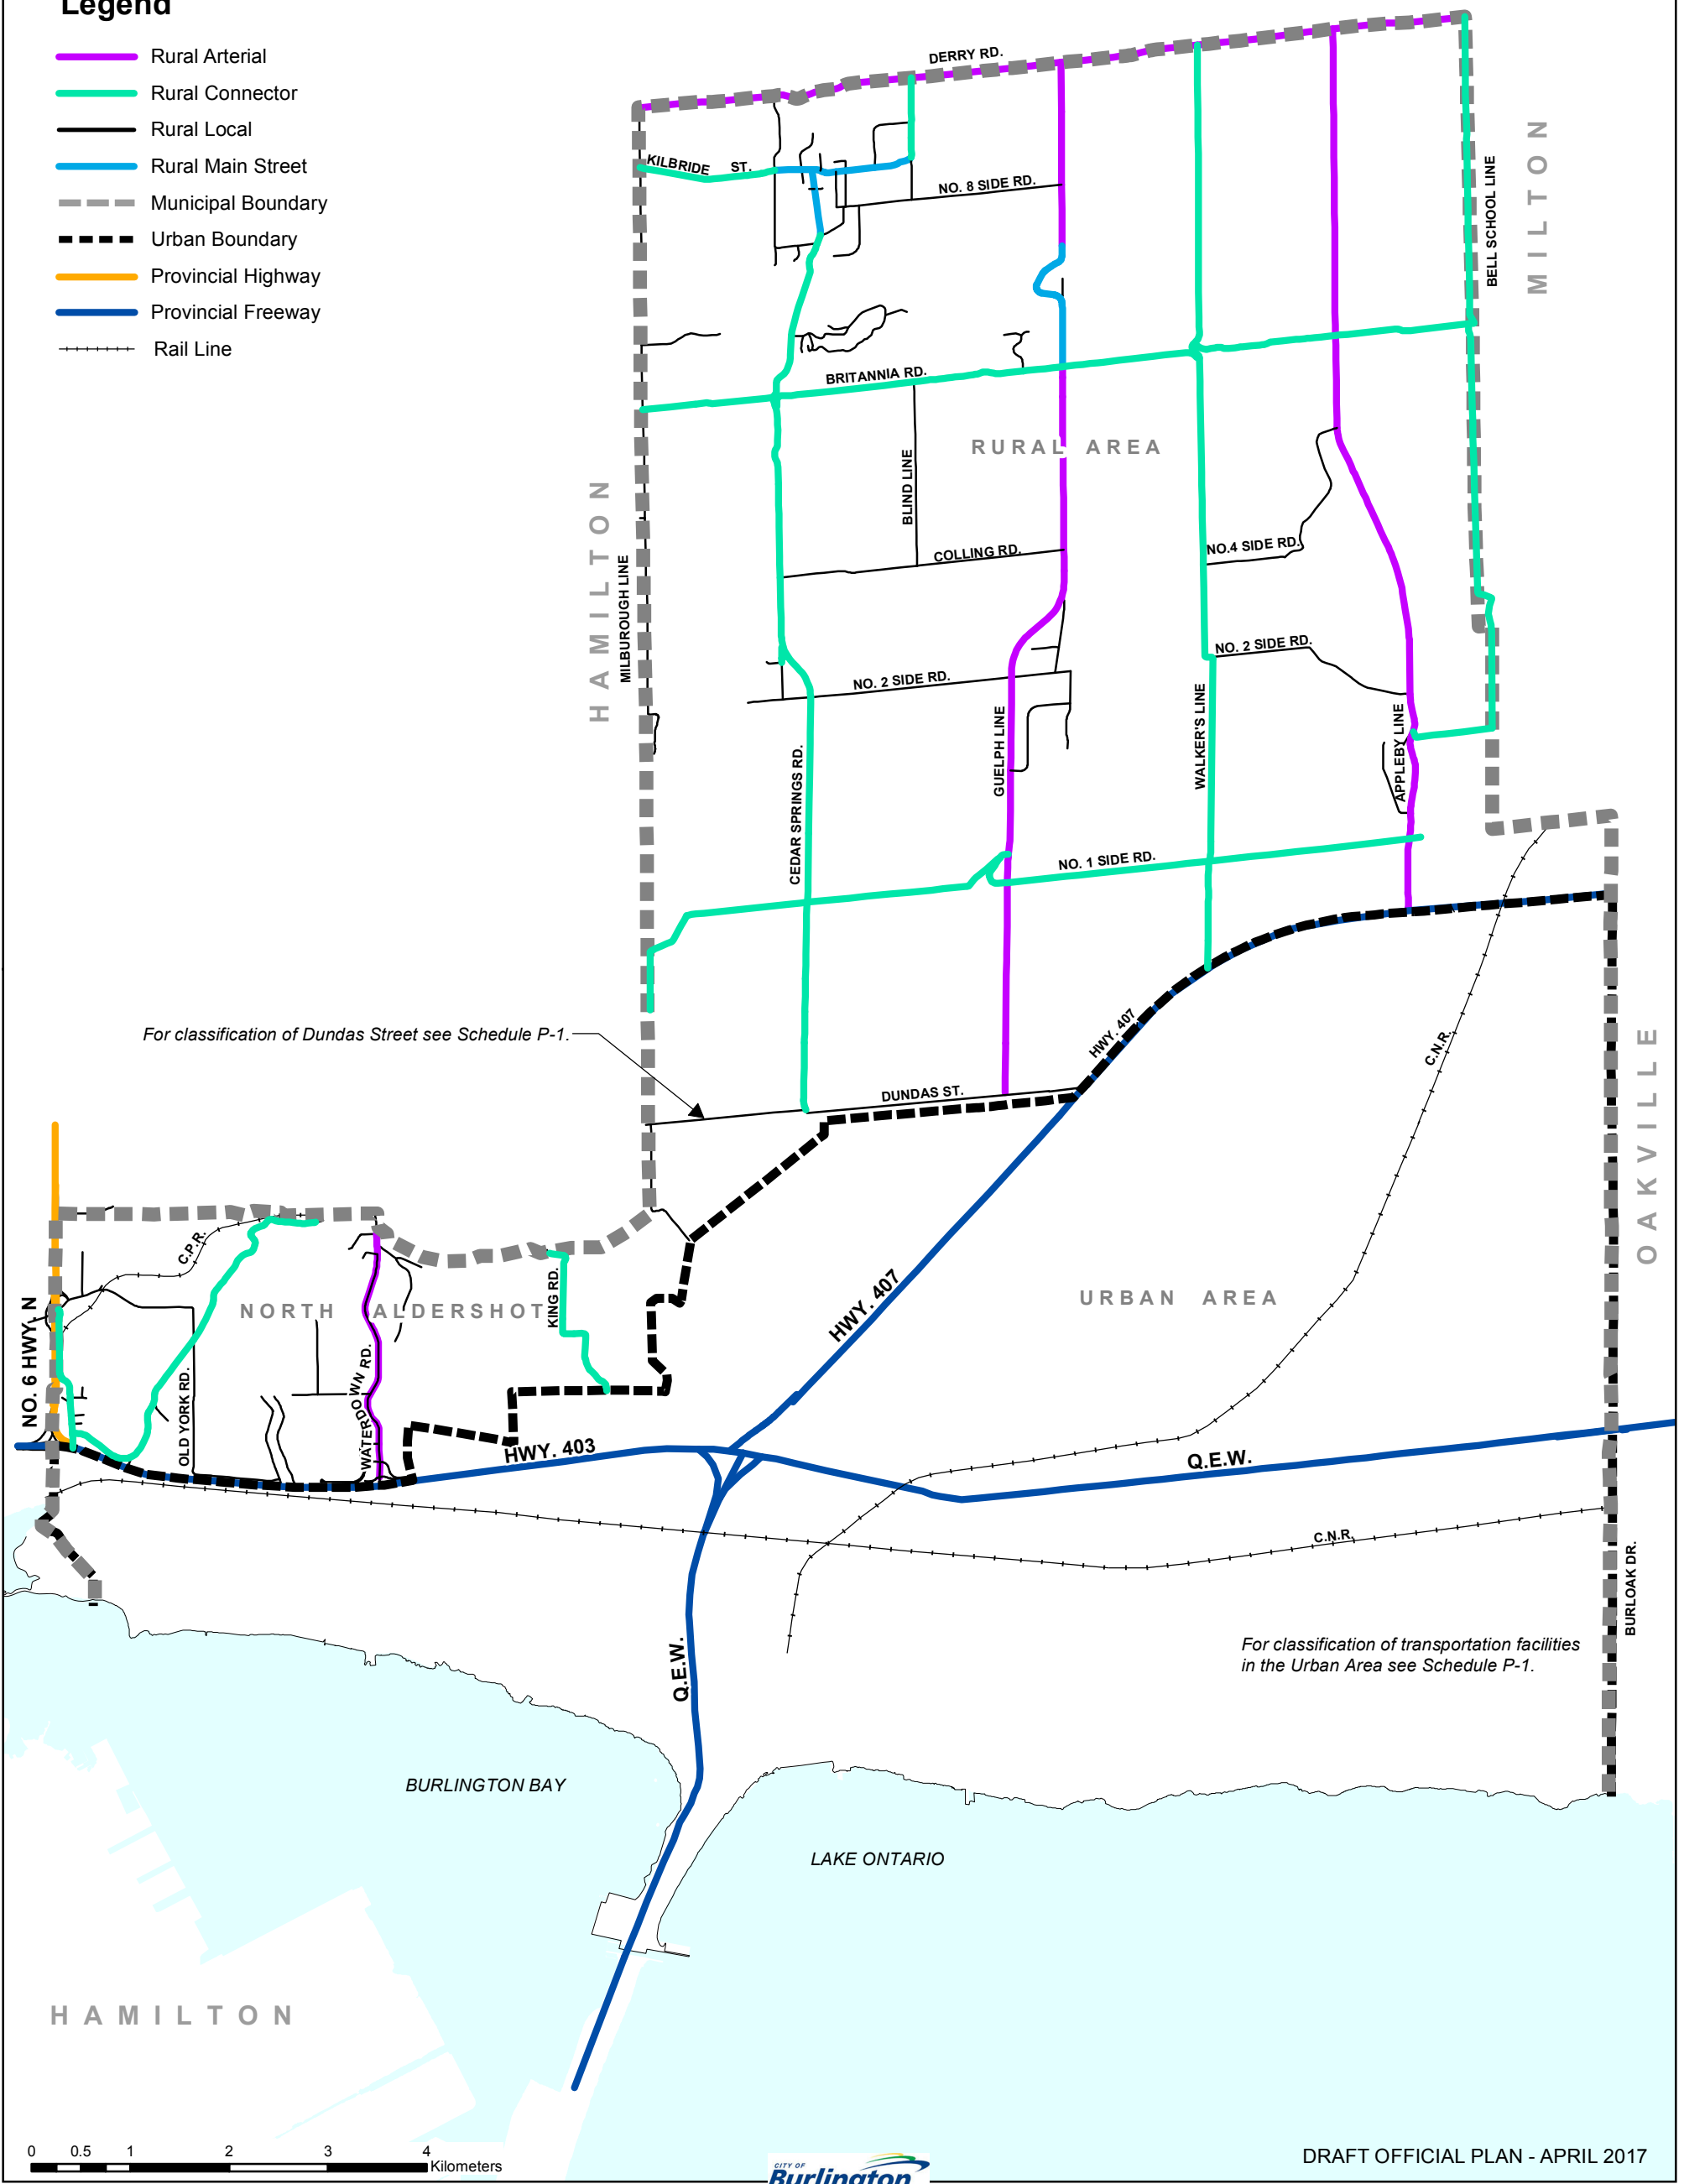 Legend
Rural Arterial
Rural Connector
Rural Local
Rural Main Street
Municipal Boundary
Urban Boundary
Provincial Highway
Provincial Freeway
Rail Line
DERRY RD.
KILBRIDE ST.
NO. 8 SIDE RD.
BELL SCHOOL LINE
MILTON
BRITANNIA RD.
RURAL AREA
BLIND LINE
HAMILTON
MILBUROUGH LINE
COLLING RD.
NO.4 SIDE RD.
NO. 2 SIDE RD.
NO. 2 SIDE RD.
CEDAR SPRINGS RD.
GUELPH LINE
WALKER'S LINE
APPLEBY LINE
NO. 1 SIDE RD.
For classification of Dundas Street see Schedule P-1.
HWY. 407
C.N.R.
OAKVILLE
DUNDAS ST.
C.P.R.
NORTH ALDERSHOT
KING RD.
HWY. 407
URBAN AREA
NO. 6 HWY. N
OLD YORK RD.
WATERDOWN RD.
HWY. 403
Q.E.W.
C.N.R.
BURLOAK DR.
For classification of transportation facilities
in the Urban Area see Schedule P-1.
Q.E.W.
BURLINGTON BAY
LAKE ONTARIO
HAMILTON
0 0.5 1 2 3 4
Kilometers
CITY OF
Burlington
DRAFT OFFICIAL PLAN - APRIL 2017